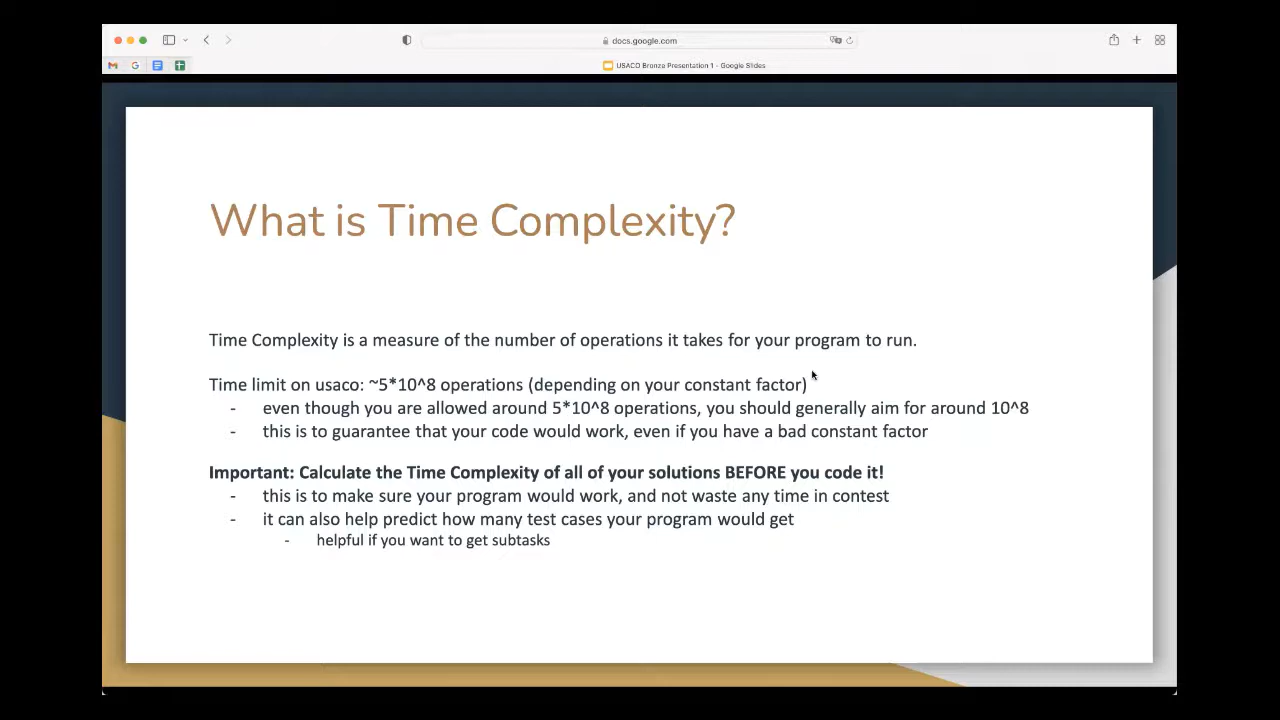 docs.google.com
USACO Bronze Presentation 1 - Google Slides
What is Time Complexity?
Time Complexity is a measure of the number of operations it takes for your program to run.
Time limit on usaco: ~5*10^8 operations (depending on your constant factor)
- even though you are allowed around 5*10^8 operations, you should generally aim for around 10^8
- this is to guarantee that your code would work, even if you have a bad constant factor
Important: Calculate the Time Complexity of all of your solutions BEFORE you code it!
- this is to make sure your program would work, and not waste any time in contest
- it can also help predict how many test cases your program would get
- helpful if you want to get subtasks